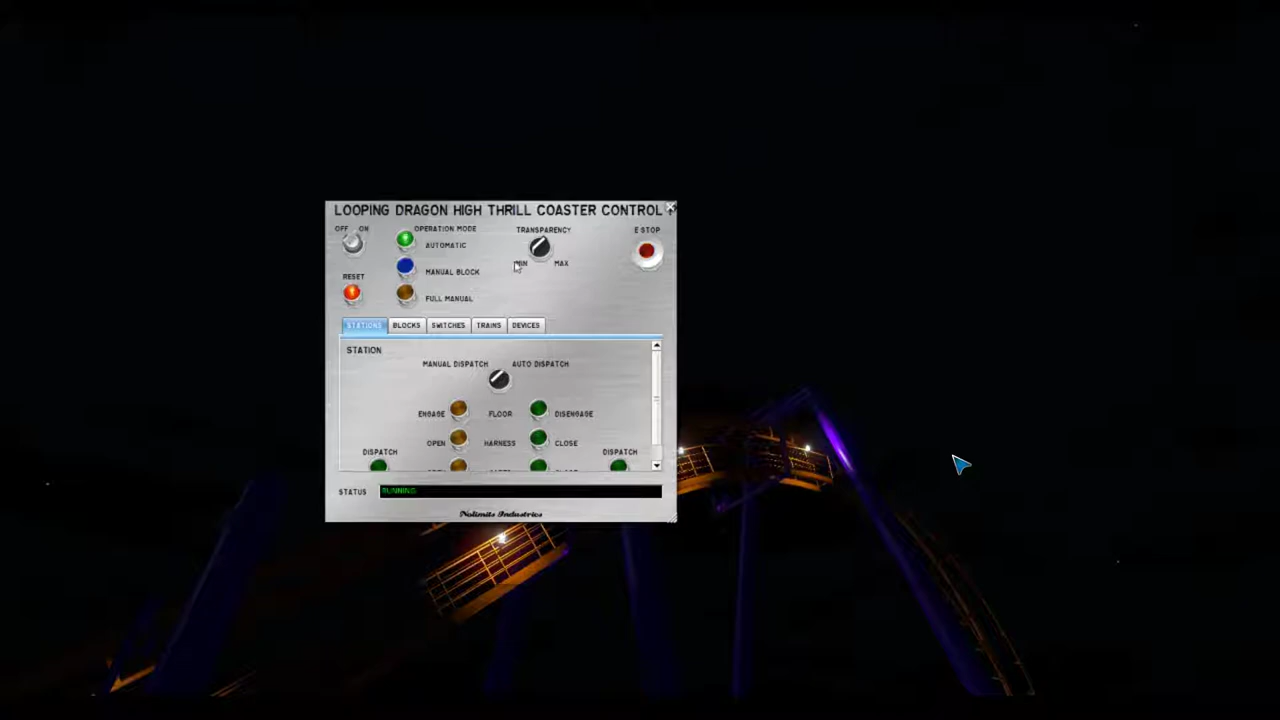 LOOPING DRAGON HIGH THRILL COASTER CONTROL
OFF ON
OPERATION MODE
TRANSPARENCY
E STOP
AUTOMATIC
MIN MAX
MANUAL BLOCK
RESET
FULL MANUAL
STATIONS BLOCKS SWITCHES TRAINS DEVICES
STATION
MANUAL DISPATCH AUTO DISPATCH
ENGAGE FLOOR DISENGAGE
OPEN HARNESS CLOSE
DISPATCH DISPATCH
STATUS RUNNING
Nolimits Industries